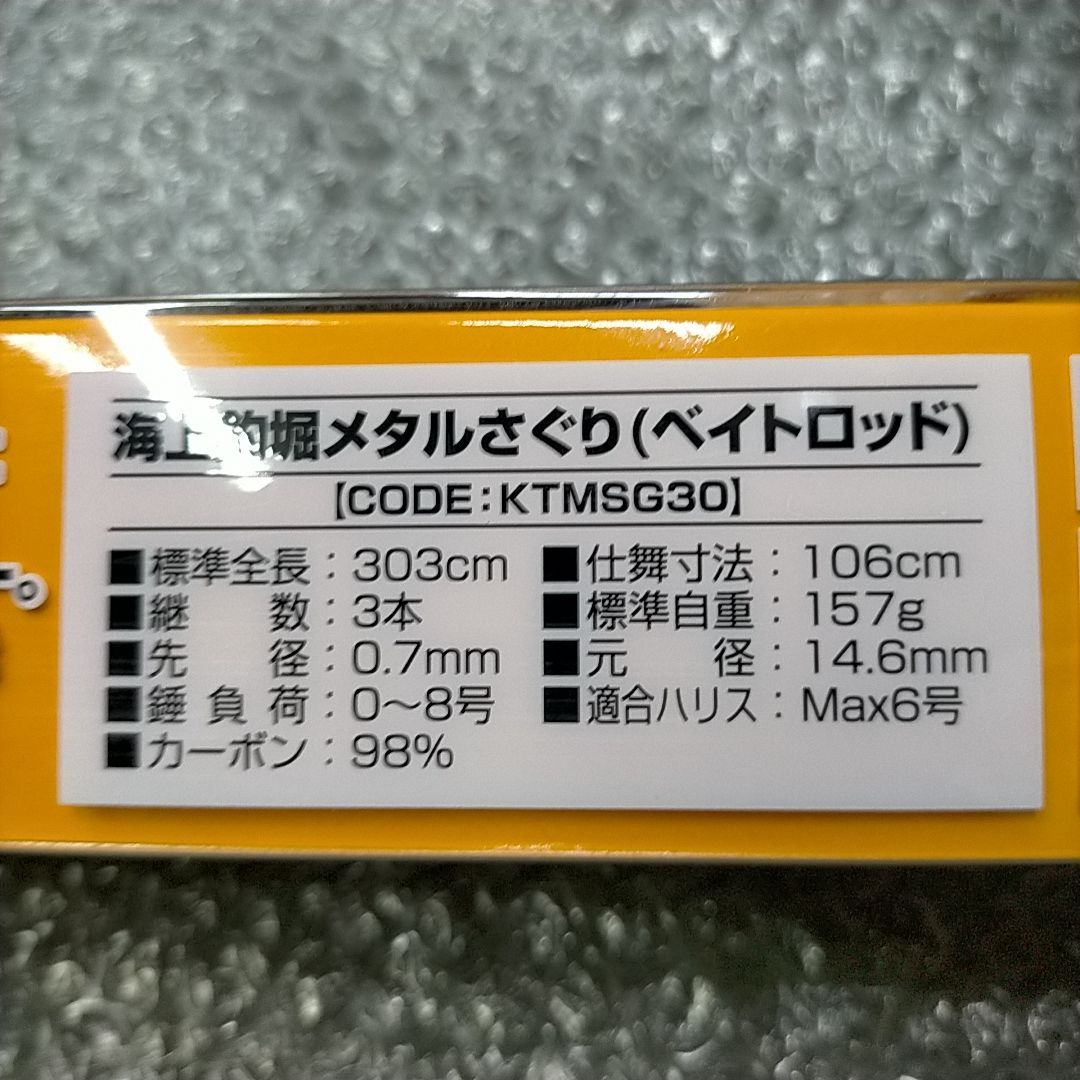 海上釣堀メタルさぐり(ベイトロッド)
【CODE:KTMSG30】
■標準全長:303cm ■仕舞寸法:106cm
■継数:3本 ■標準自重:157g
■先径:0.7mm ■元径:14.6mm
■錘負荷:0〜8号 ■適合ハリス:Max6号
■カーボン:98%